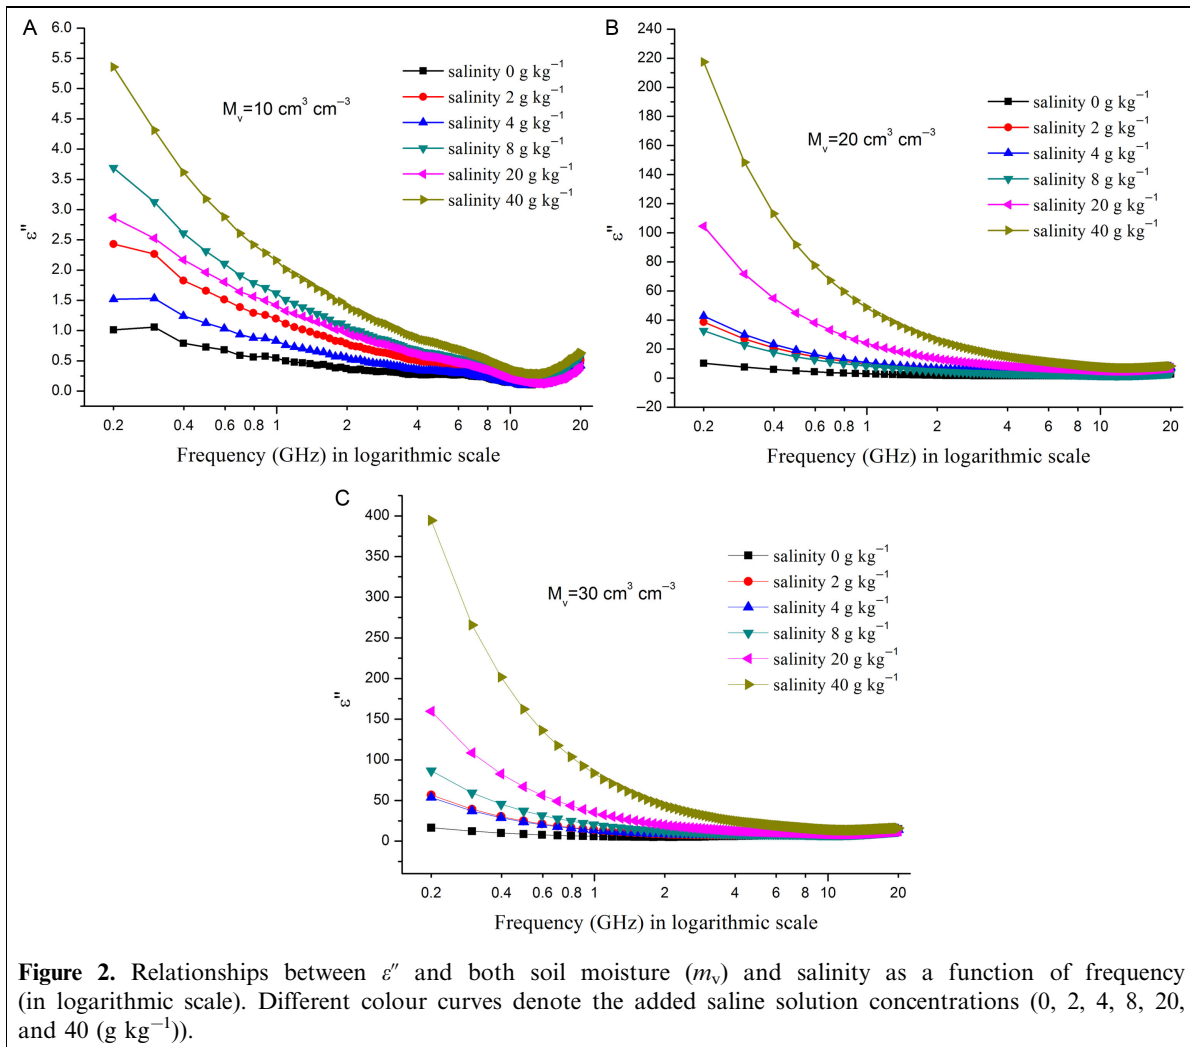 A
6.0
5.5
5.0
4.5
4.0
3.5
3.0
2.5
2.0
1.5
1.0
0.5
0.0
ε″
M_v=10 cm³ cm⁻³
salinity 0 g kg⁻¹
salinity 2 g kg⁻¹
salinity 4 g kg⁻¹
salinity 8 g kg⁻¹
salinity 20 g kg⁻¹
salinity 40 g kg⁻¹
0.2 0.4 0.6 0.8 1 2 4 6 8 10 20
Frequency (GHz) in logarithmic scale
B
240
220
200
180
160
140
120
100
80
60
40
20
0
−20
ε″
M_v=20 cm³ cm⁻³
salinity 0 g kg⁻¹
salinity 2 g kg⁻¹
salinity 4 g kg⁻¹
salinity 8 g kg⁻¹
salinity 20 g kg⁻¹
salinity 40 g kg⁻¹
0.2 0.4 0.6 0.8 1 2 4 6 8 10 20
Frequency (GHz) in logarithmic scale
C
400
350
300
250
200
150
100
50
0
ε″
M_v=30 cm³ cm⁻³
salinity 0 g kg⁻¹
salinity 2 g kg⁻¹
salinity 4 g kg⁻¹
salinity 8 g kg⁻¹
salinity 20 g kg⁻¹
salinity 40 g kg⁻¹
0.2 0.4 0.6 0.8 1 2 4 6 8 10 20
Frequency (GHz) in logarithmic scale
Figure 2. Relationships between ε″ and both soil moisture (m_v) and salinity as a function of frequency
(in logarithmic scale). Different colour curves denote the added saline solution concentrations (0, 2, 4, 8, 20,
and 40 (g kg⁻¹)).